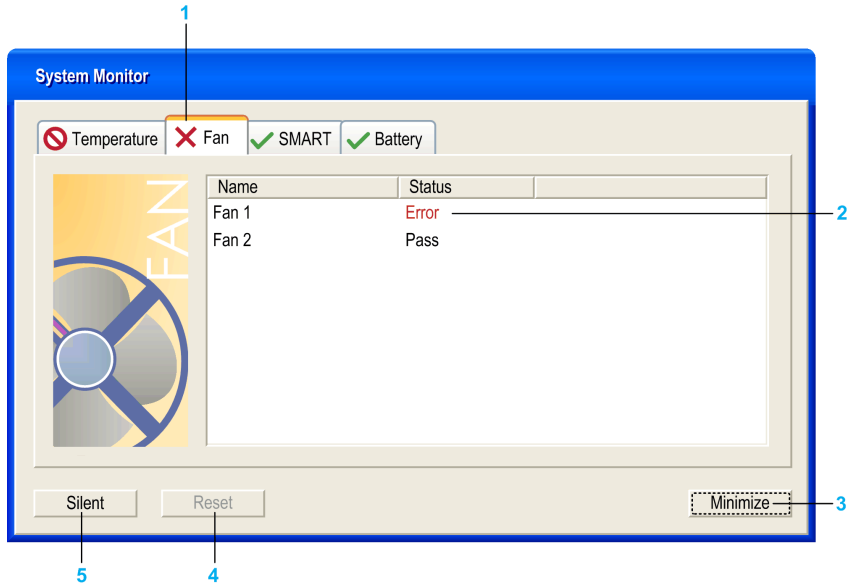 1
System Monitor
Temperature Fan SMART Battery
FAN
Name Status
Fan 1 Error 2
Fan 2 Pass
Silent Reset Minimize 3
5 4